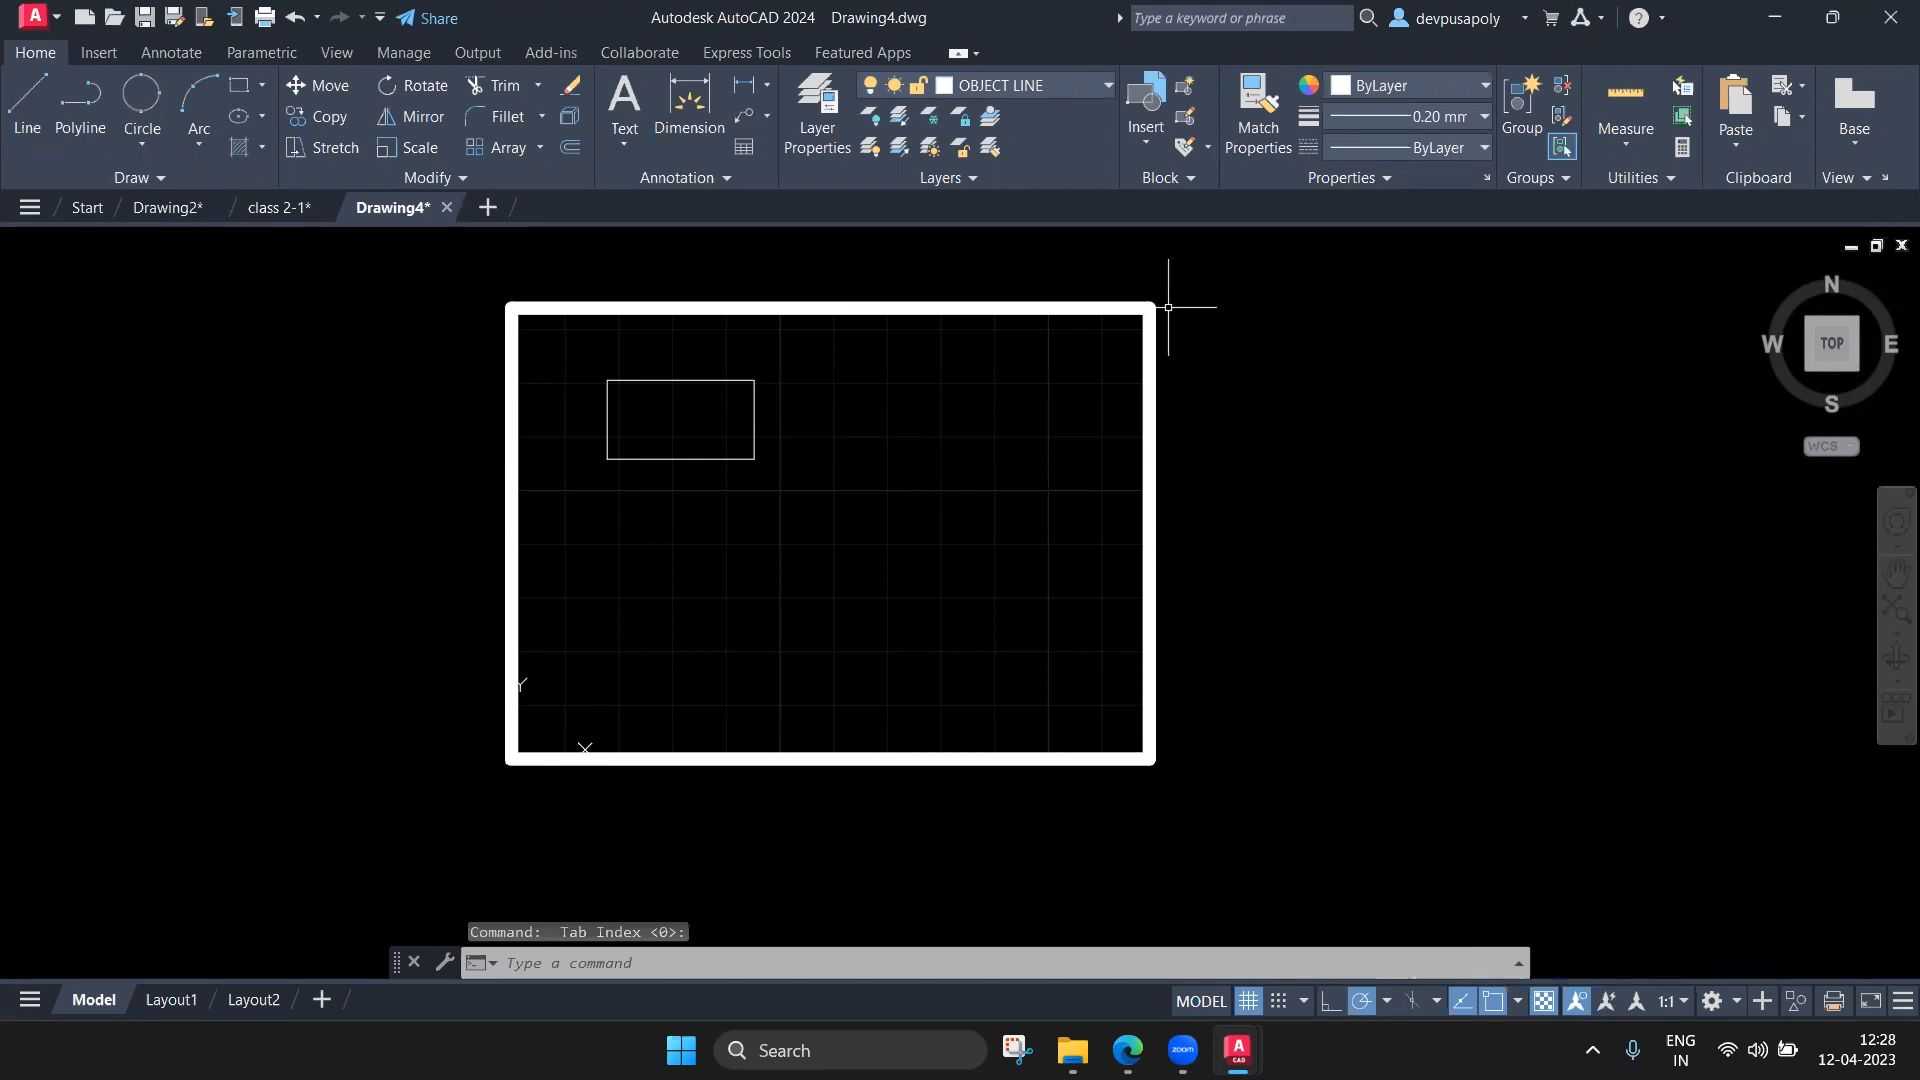 A Share Autodesk AutoCAD 2024 Drawing4.dwg Type a keyword or phrase devpusapoly ?
Home Insert Annotate Parametric View Manage Output Add-ins Collaborate Express Tools Featured Apps
Line Polyline Circle Arc
Move Rotate Trim
Copy Mirror Fillet
Stretch Scale Array
A Text Dimension
Layer Properties
OBJECT LINE
Insert
Match Properties
ByLayer
0.20 mm
ByLayer
Group
Measure
Paste
Base
Draw Modify Annotation Layers Block Properties Groups Utilities Clipboard View
Start Drawing2* class 2-1* Drawing4*
N
W TOP E
S
WCS
Y
X
Command: Tab Index <0>:
Type a command
Model Layout1 Layout2 MODEL 1:1
Search zoom A CAD ENG IN 12:28
12-04-2023